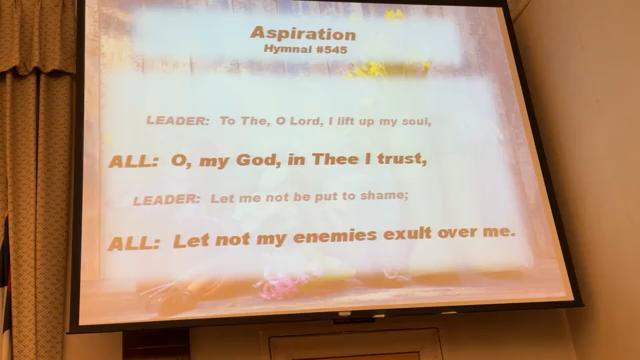 Aspiration
Hymnal #545
LEADER: To The, O Lord, I lift up my soul,
ALL: O, my God, in Thee I trust,
LEADER: Let me not be put to shame;
ALL: Let not my enemies exult over me.